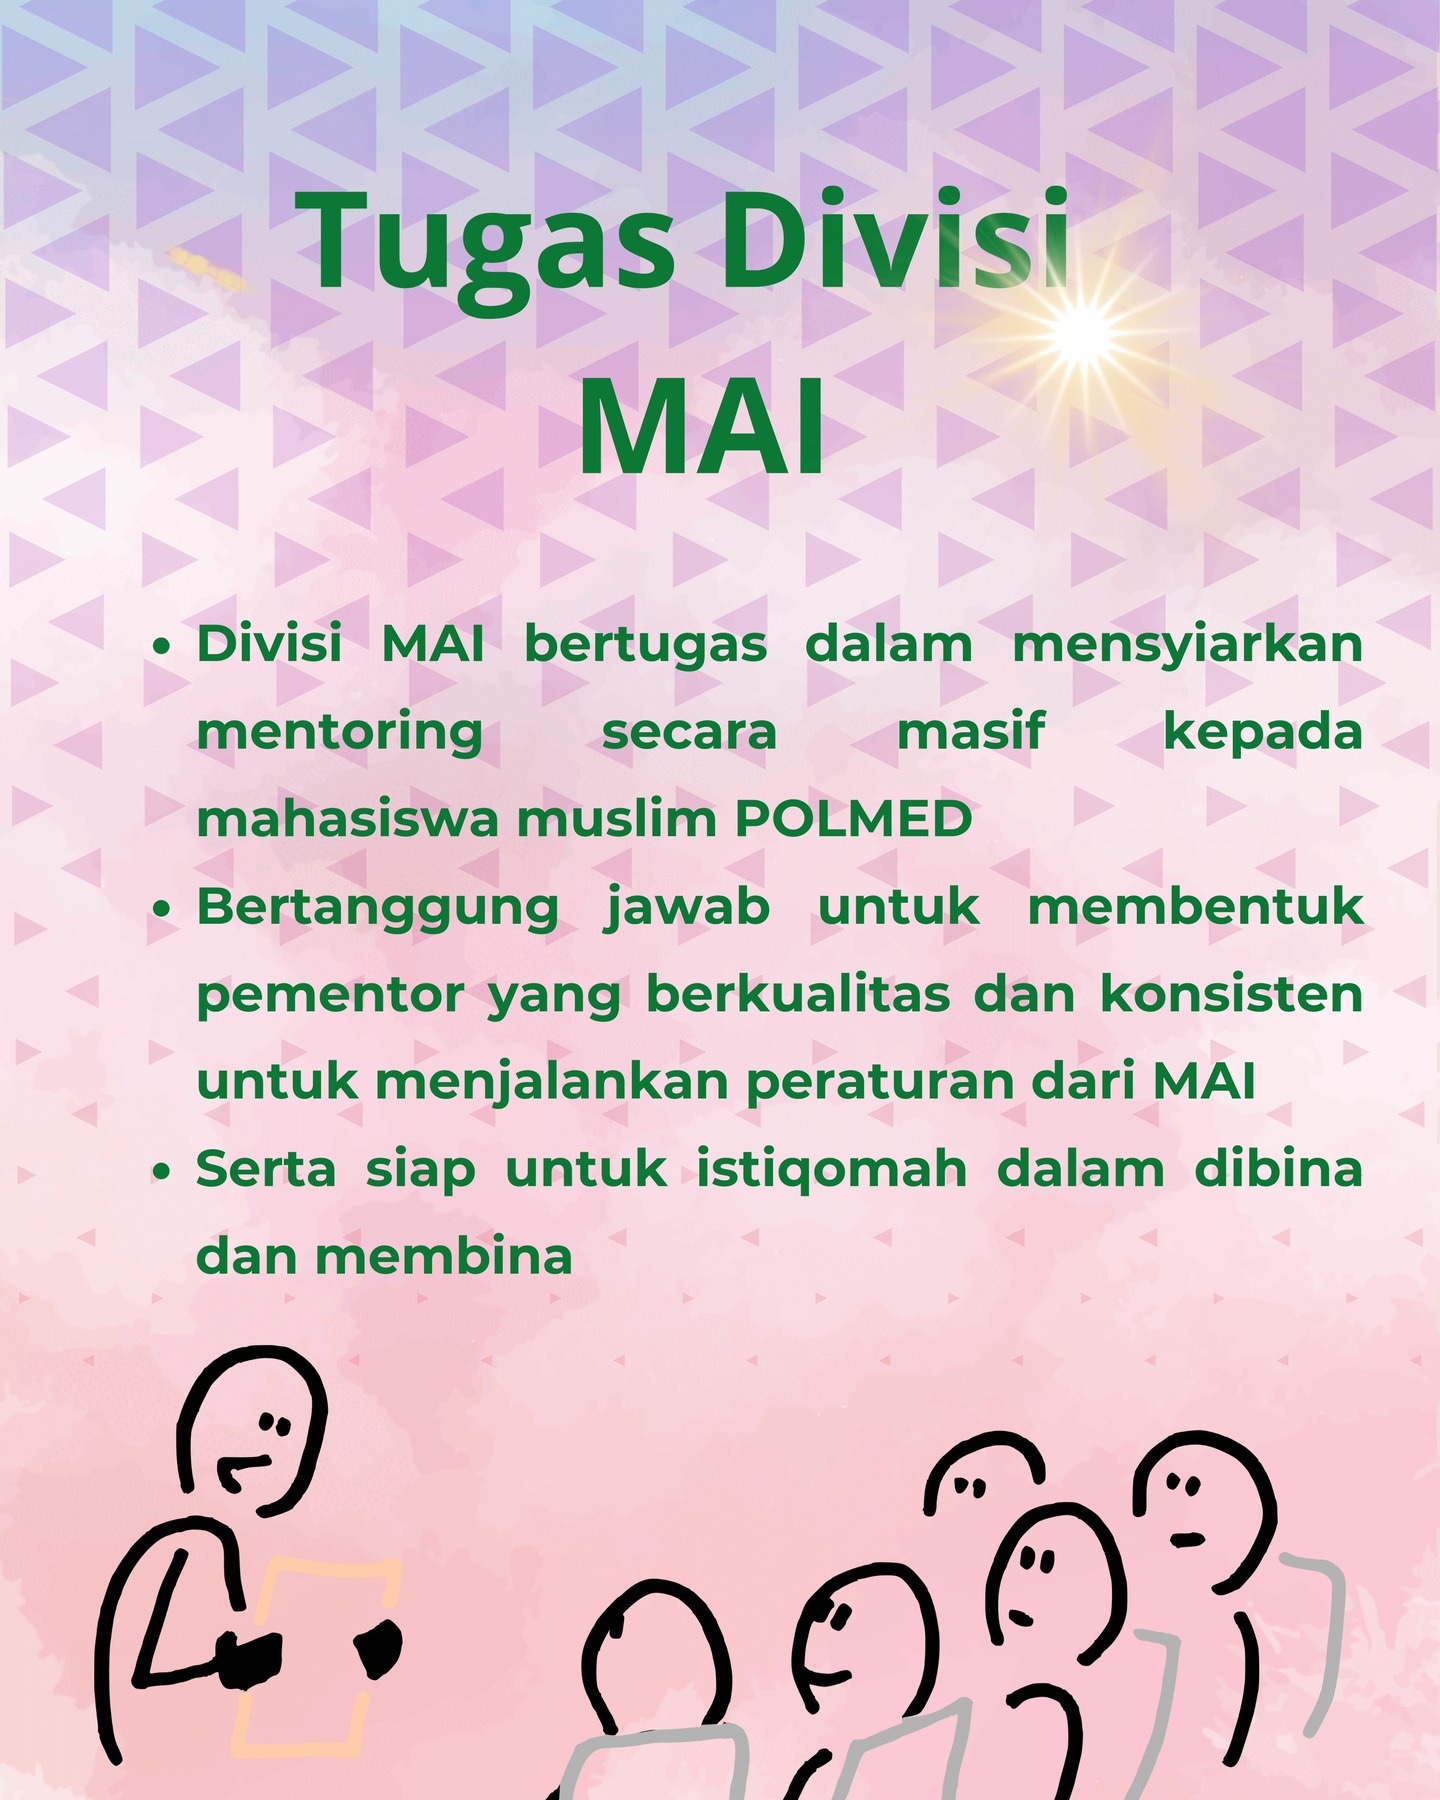 Tugas Divisi
MAI
• Divisi MAI bertugas dalam mensyiarkan
mentoring secara masif kepada
mahasiswa muslim POLMED
• Bertanggung jawab untuk membentuk
pementor yang berkualitas dan konsisten
untuk menjalankan peraturan dari MAI
• Serta siap untuk istiqomah dalam dibina
dan membina